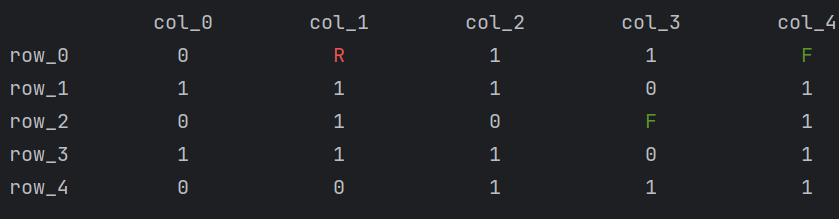 col_0 col_1 col_2 col_3 col_4
row_0 0 R 1 1 F
row_1 1 1 1 0 1
row_2 0 1 0 F 1
row_3 1 1 1 0 1
row_4 0 0 1 1 1